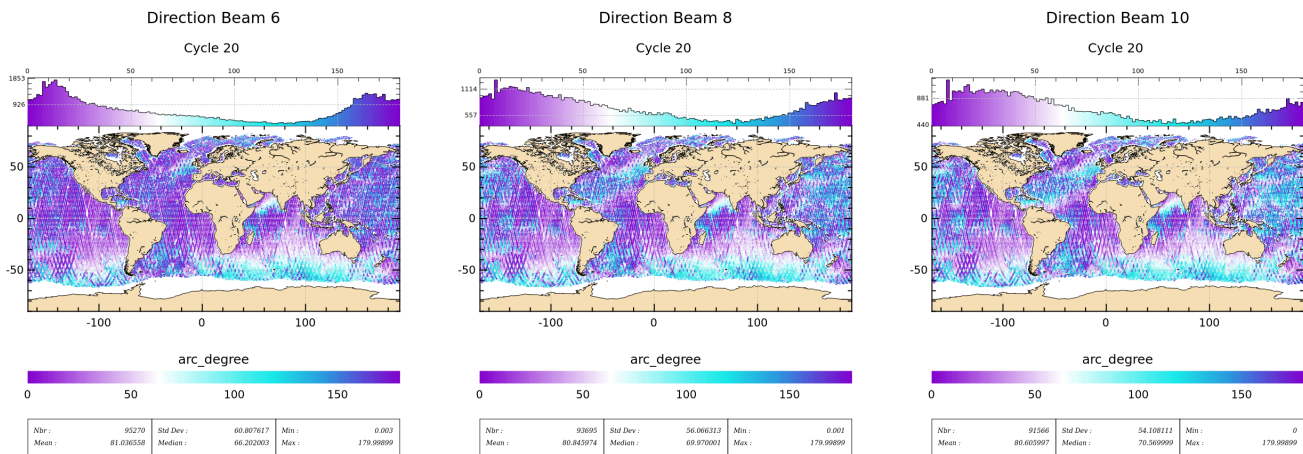 Direction Beam 6
Cycle 20
0 50 100 150
1853
926
50
0
-50
-100 0 100
arc_degree
0 50 100 150
Nbr : 95270 Std Dev : 60.807617 Min : 0.003
Mean : 81.036558 Median : 66.202003 Max : 179.99899
Direction Beam 8
Cycle 20
0 50 100 150
1114
557
50
0
-50
-100 0 100
arc_degree
0 50 100 150
Nbr : 93695 Std Dev : 56.066313 Min : 0.001
Mean : 80.845974 Median : 69.970001 Max : 179.99899
Direction Beam 10
Cycle 20
0 50 100 150
881
440
50
0
-50
-100 0 100
arc_degree
0 50 100 150
Nbr : 91566 Std Dev : 54.108111 Min : 0
Mean : 80.605997 Median : 70.569999 Max : 179.99899